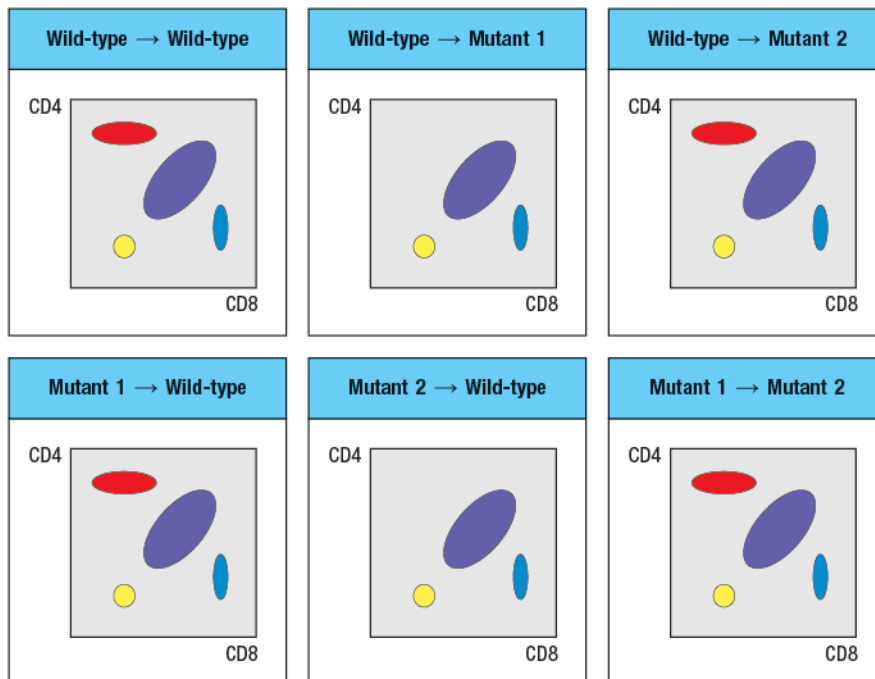 Wild-type → Wild-type
CD4
CD8
Wild-type → Mutant 1
CD4
CD8
Wild-type → Mutant 2
CD4
CD8
Mutant 1 → Wild-type
CD4
CD8
Mutant 2 → Wild-type
CD4
CD8
Mutant 1 → Mutant 2
CD4
CD8